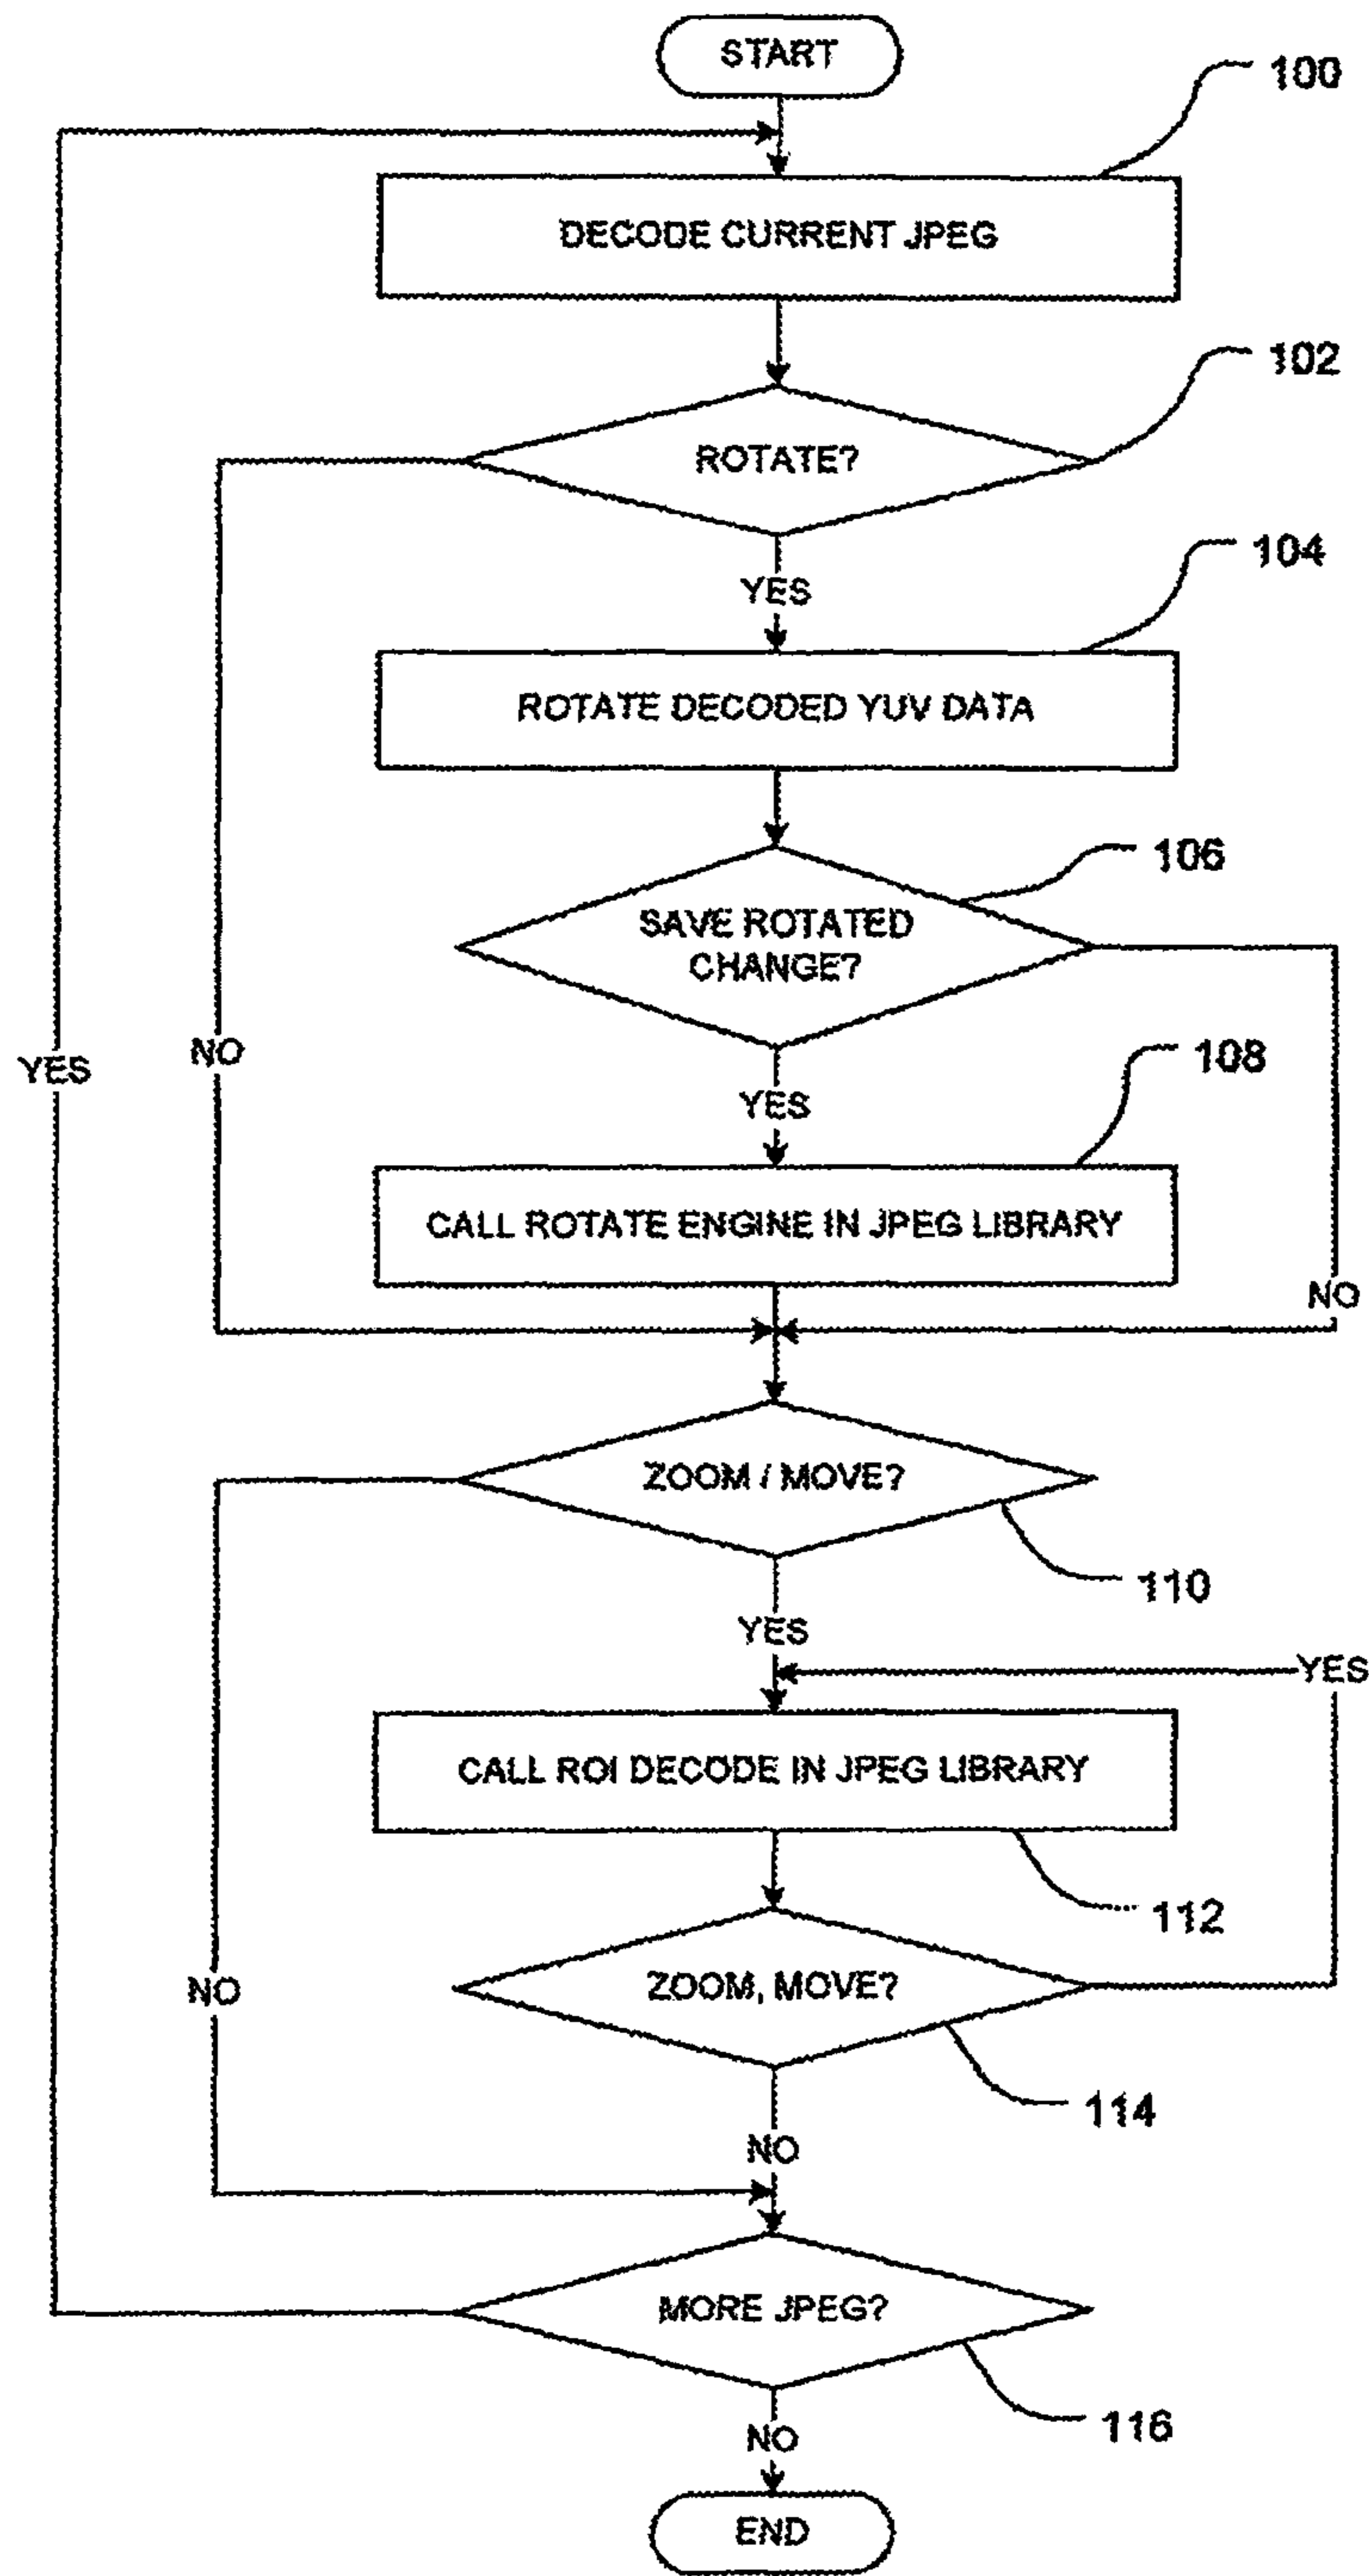 START
100
DECODE CURRENT JPEG
102
ROTATE?
104
YES
ROTATE DECODED YUV DATA
106
SAVE ROTATED
CHANGE?
YES
NO
108
YES
CALL ROTATE ENGINE IN JPEG LIBRARY
NO
ZOOM / MOVE?
110
YES
YES
CALL ROI DECODE IN JPEG LIBRARY
112
ZOOM, MOVE?
NO
114
NO
MORE JPEG?
116
NO
END